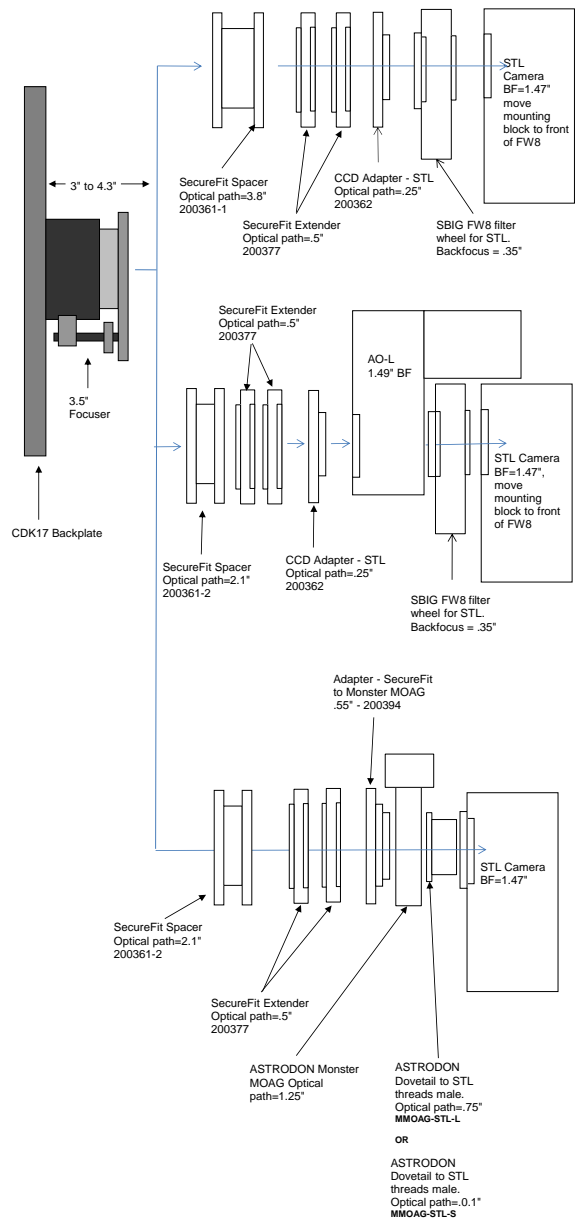 STL
Camera
BF=1.47"
move
mounting
block to front
of FW8
3" to 4.3"
SecureFit Spacer
Optical path=3.8"
200361-1
CCD Adapter - STL
Optical path=.25"
200362
SecureFit Extender
Optical path=.5"
200377
SBIG FW8 filter
wheel for STL.
Backfocus = .35"
SecureFit Extender
Optical path=.5"
200377
AO-L
1.49" BF
3.5"
Focuser
STL Camera
BF=1.47",
move
mounting
block to front
of FW8
CDK17 Backplate
SecureFit Spacer
Optical path=2.1"
200361-2
CCD Adapter - STL
Optical path=.25"
200362
SBIG FW8 filter
wheel for STL.
Backfocus = .35"
Adapter - SecureFit
to Monster MOAG
.55" - 200394
STL Camera
BF=1.47"
SecureFit Spacer
Optical path=2.1"
200361-2
SecureFit Extender
Optical path=.5"
200377
ASTRODON Monster
MOAG Optical
path=1.25"
ASTRODON
Dovetail to STL
threads male.
Optical path=.75"
MMOAG-STL-L
OR
ASTRODON
Dovetail to STL
threads male.
Optical path=.0.1"
MMOAG-STL-S